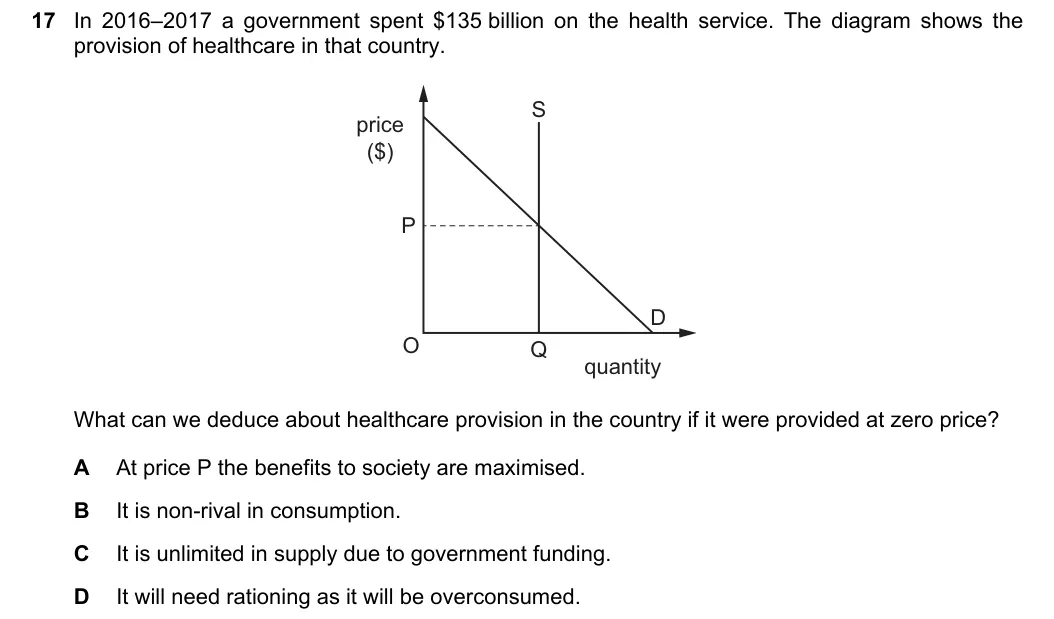 17 In 2016–2017 a government spent $135 billion on the health service. The diagram shows the
provision of healthcare in that country.
price
($)
S
P
D
O
Q
quantity
What can we deduce about healthcare provision in the country if it were provided at zero price?
A At price P the benefits to society are maximised.
B It is non-rival in consumption.
C It is unlimited in supply due to government funding.
D It will need rationing as it will be overconsumed.